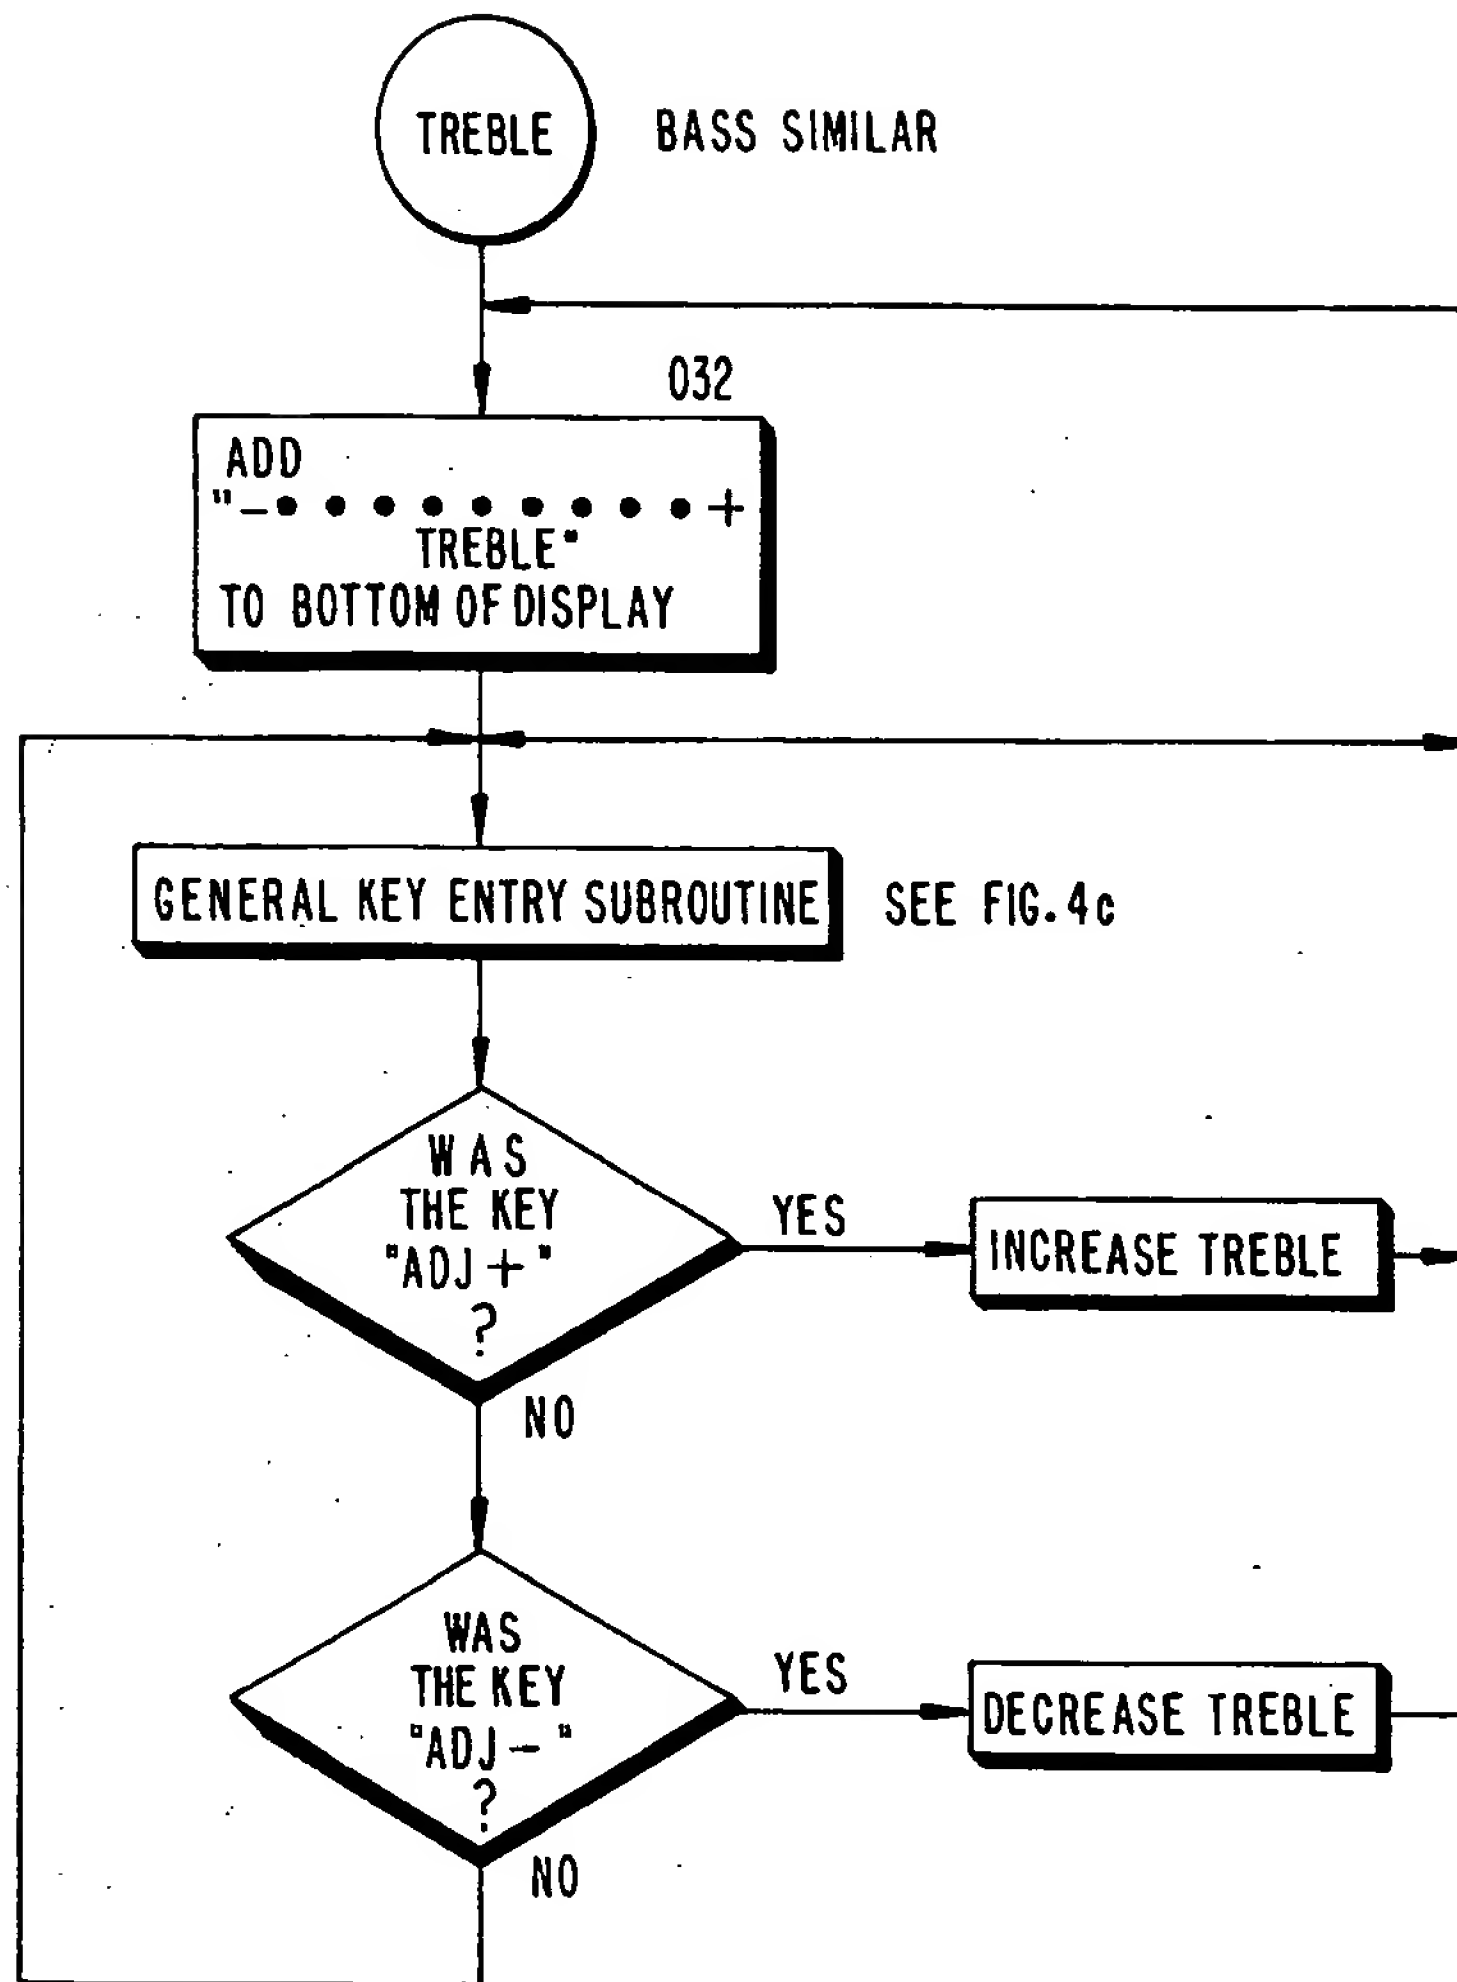 TREBLE
BASS SIMILAR
032
ADD
"-● ● ● ● ● ● ● ● ●+
TREBLE"
TO BOTTOM OF DISPLAY
GENERAL KEY ENTRY SUBROUTINE
SEE FIG. 4c
WAS
THE KEY
"ADJ+"
?
YES
INCREASE TREBLE
NO
WAS
THE KEY
"ADJ-"
?
YES
DECREASE TREBLE
NO